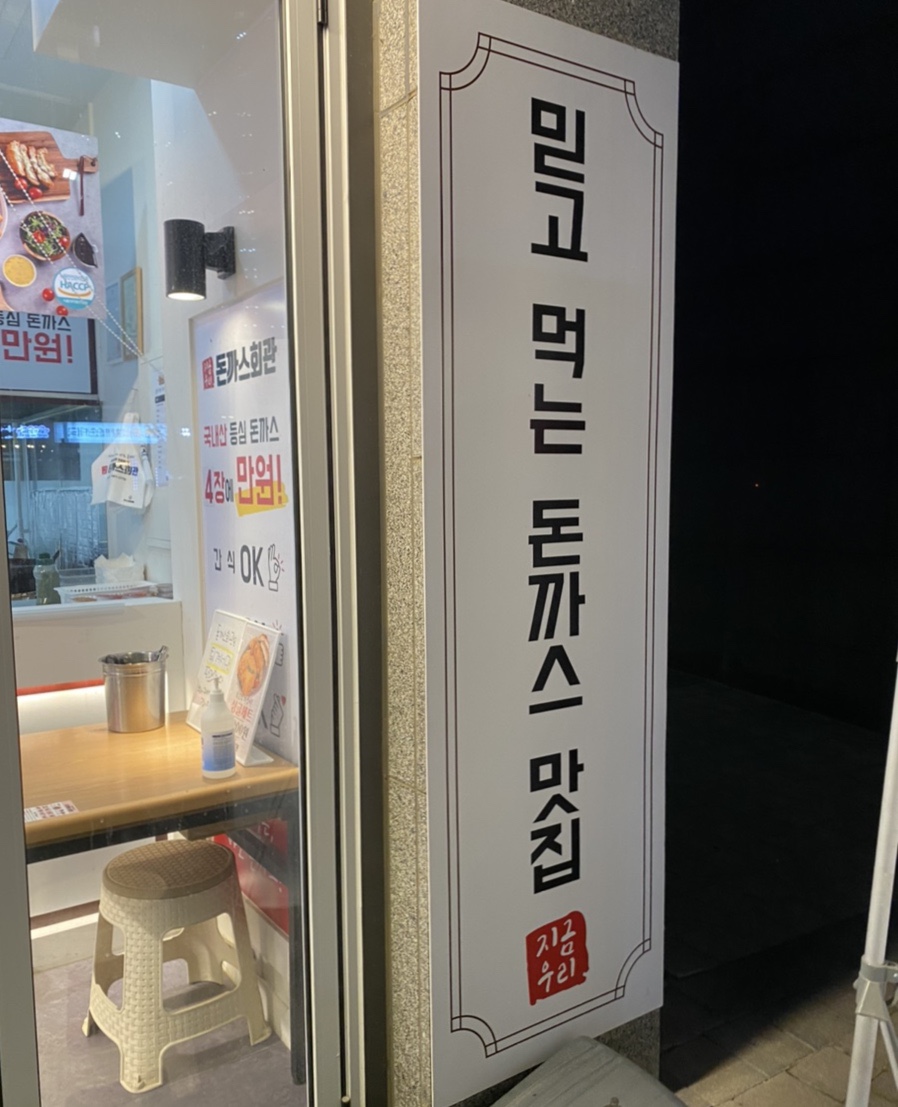 믿고 먹는 돈까스 맛집
지금
우리
돈까스회관
국내산 등심 돈까스
4장에 만원!
간식 OK
HACCP
등심 돈까스
만원!